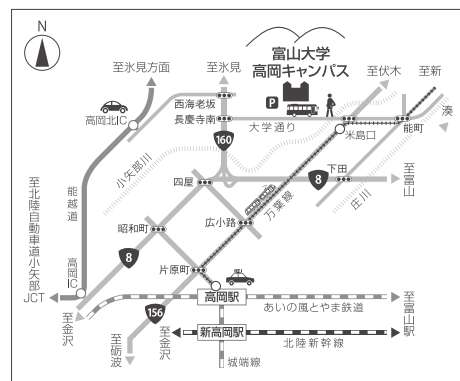 N
富山大学
高岡キャンパス
至氷見方面
至氷見
至伏木
至新湊
高岡北IC
西海老坂
長慶寺南
P
大学通り
米島口
能町
160
小矢部川
四屋
下田
8
庄川
至富山
能越道
至北陸自動車道小矢部JCT
昭和町
広小路
万葉線
8
高岡IC
片原町
高岡駅
あいの風とやま鉄道
至富山駅
156
至金沢
至砺波
至金沢
新高岡駅
北陸新幹線
城端線